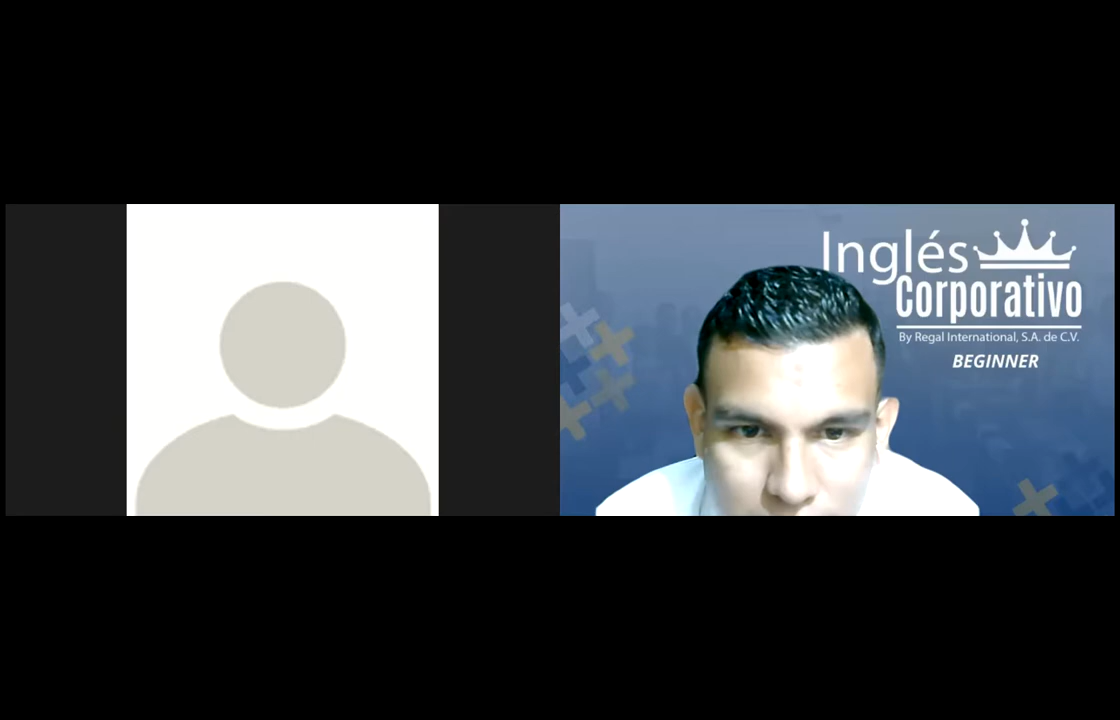 Inglés
Corporativo
By Regal International, S.A. de C.V.
BEGINNER